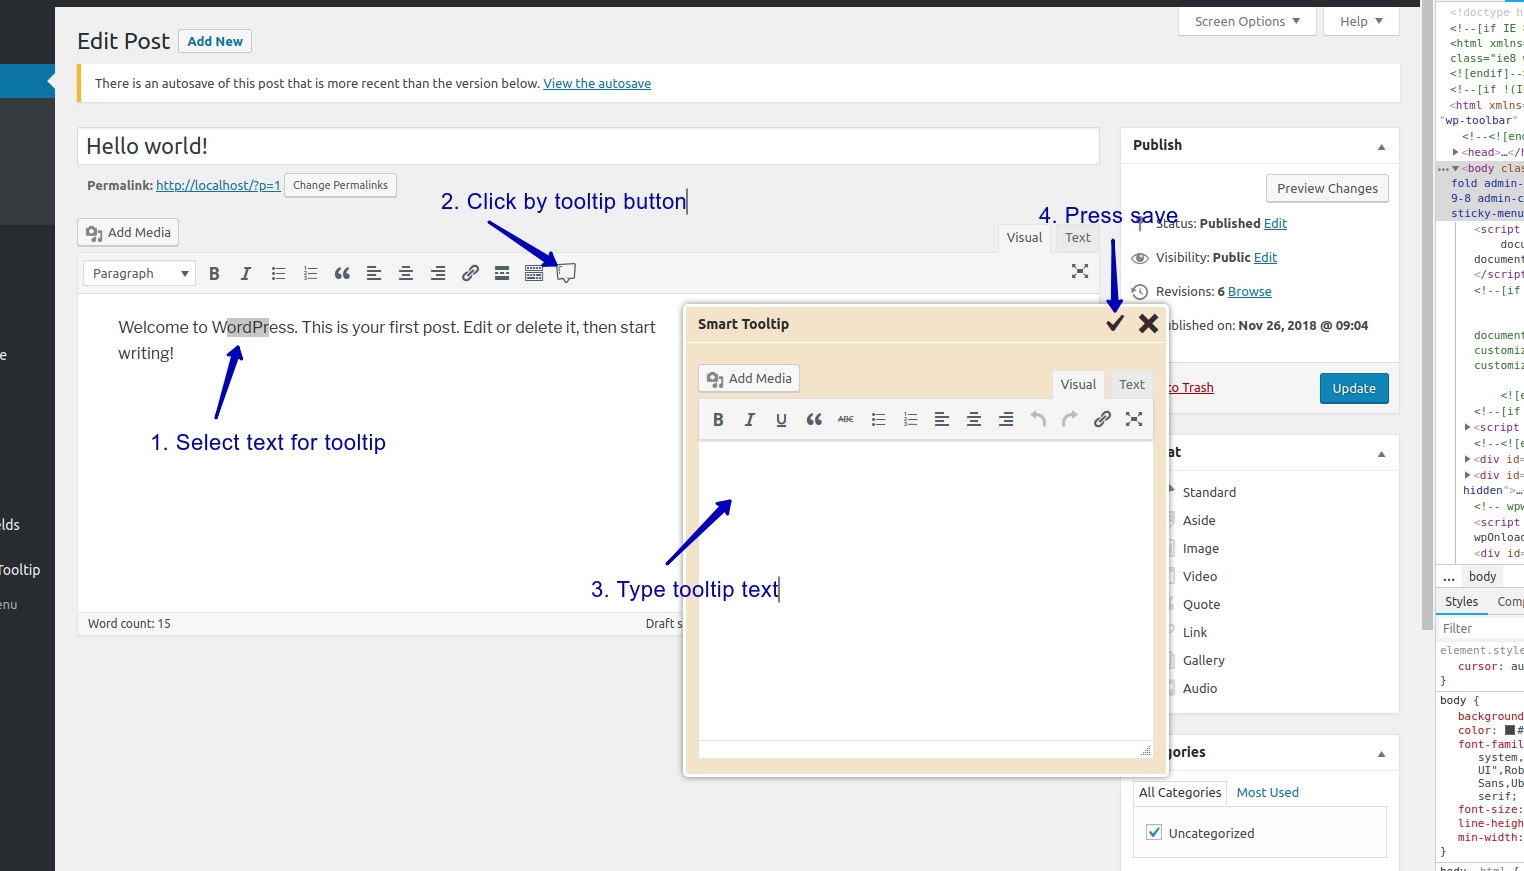 Screen Options
Help
Edit Post
Add New
There is an autosave of this post that is more recent than the version below. View the autosave
Hello world!
Permalink: http://localhost/?p=1
Change Permalinks
2. Click by tooltip button
Add Media
Visual
Text
Paragraph
Welcome to WordPress. This is your first post. Edit or delete it, then start
writing!
1. Select text for tooltip
Word count: 15
Draft s
e
elds
Tooltip
enu
4. Press save
Smart Tooltip
Add Media
Visual
Text
B
I
U
ABC
3. Type tooltip text
Publish
Preview Changes
Status: Published Edit
Visibility: Public Edit
Revisions: 6 Browse
ublished on: Nov 26, 2018 @ 09:04
to Trash
Update
at
Standard
Aside
Image
Video
Quote
Link
Gallery
Audio
gories
All Categories
Most Used
Uncategorized
<!doctype h
<!--[if IE
<html xmlns=
class="ie8
<![endif]--
<!--[if !(I
<html xmlns=
"wp-toolbar"
<!--<![en
<head>…</h
<body clas
fold admin-
9-8 admin-c
sticky-menu
<script
docu
document
</script
<!--[if
document
customiz
customiz
<![e
<!--[if
<script
<!--<![e
<div id=
<div id=
hidden">…
<!-- wpw
<script
wpOnload
<div id=
... body
Styles
Comp
Filter
element.style
cursor: au
}
body {
background
color: #
font-famil
system,
UI",Rob
Sans,Ub
serif;
font-size:
line-heigh
min-width:
}
body, html {